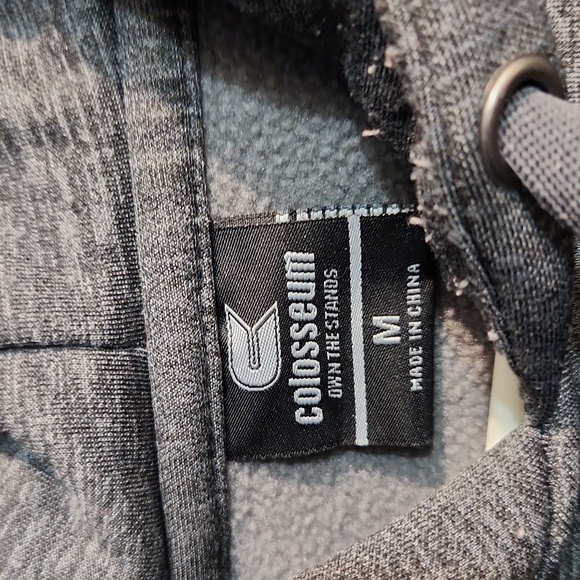 colosseum
OWN THE STANDS
M
MADE IN CHINA